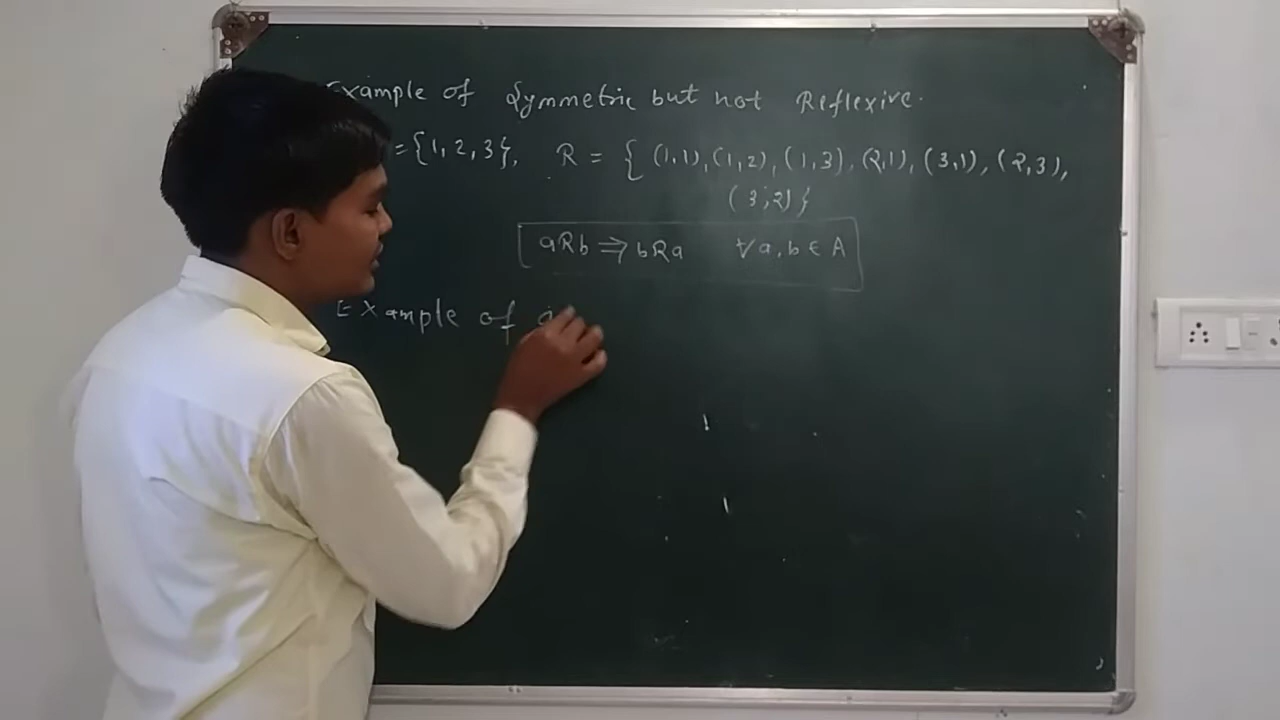 Example of Symmetric but not Reflexive.
={1,2,3}, R = { (1,1),(1,2),(1,3),(2,1),(3,1),(2,3),
(3,2)}
aRb ⇒ bRa ∀a,b ∈ A
Example of